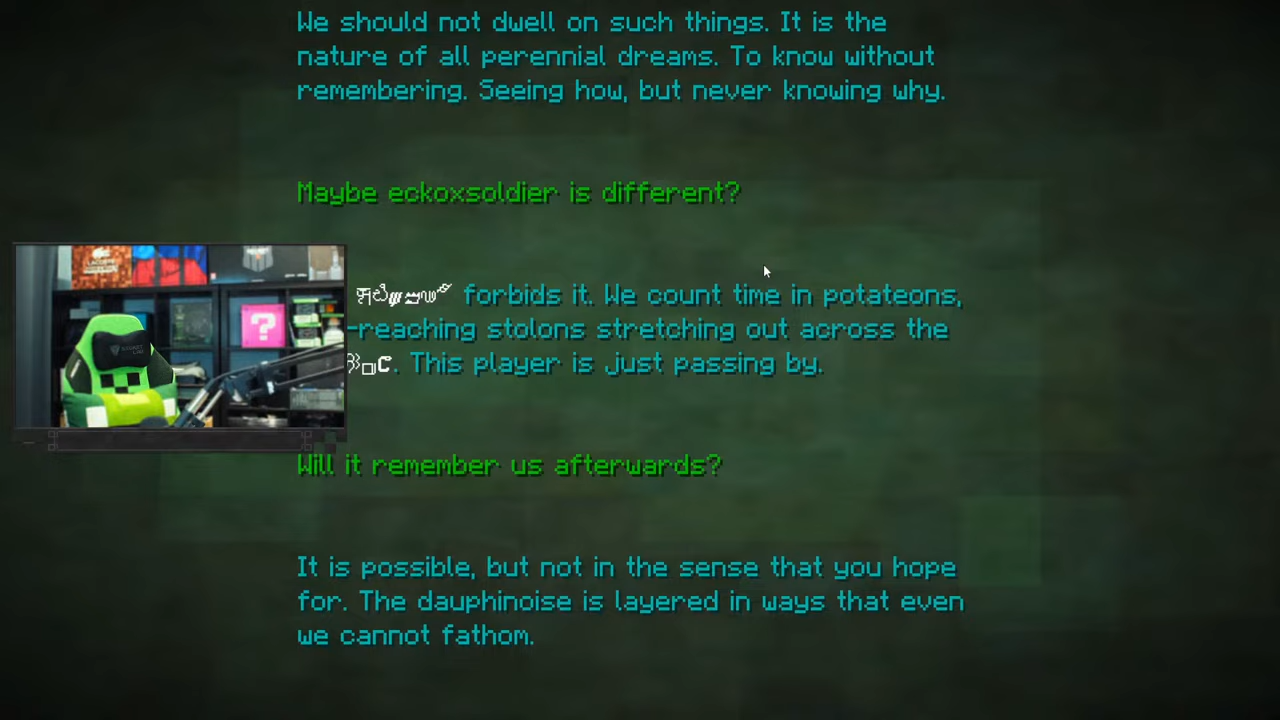 We should not dwell on such things. It is the
nature of all perennial dreams. To know without
remembering. Seeing how, but never knowing why.
Maybe eckoxsoldier is different?
forbids it. We count time in potateons,
-reaching stolons stretching out across the
. This player is just passing by.
?
Will it remember us afterwards?
It is possible, but not in the sense that you hope
for. The dauphinoise is layered in ways that even
we cannot fathom.